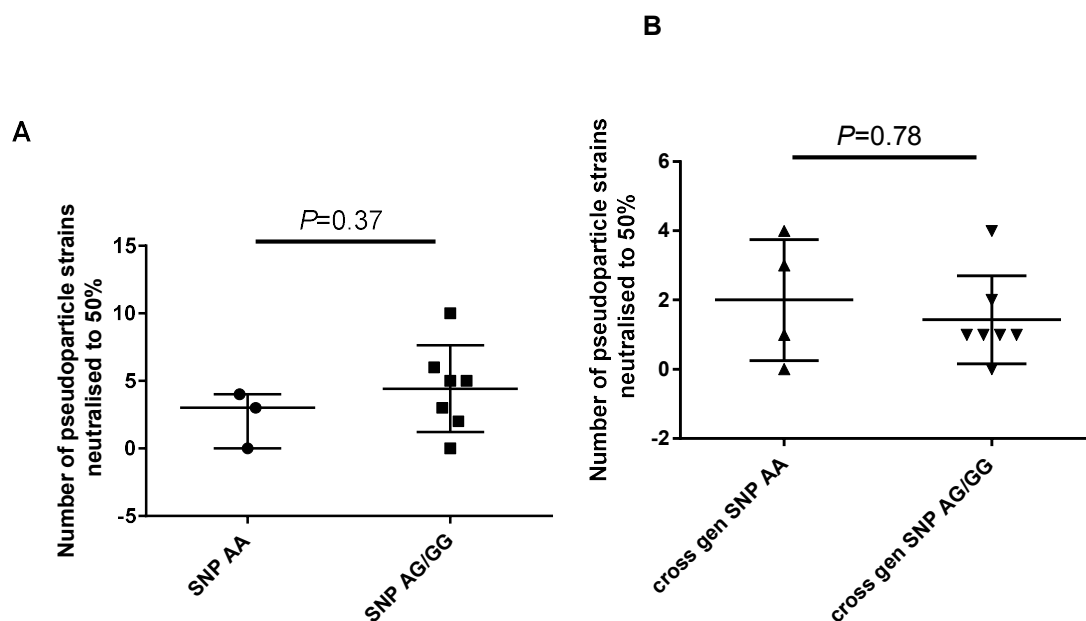 A
Number of pseudoparticle strains
neutralised to 50%
P=0.37
15
10
5
0
-5
SNP AA
SNP AG/GG
B
Number of pseudoparticle strains
neutralised to 50%
P=0.78
6
4
2
0
-2
cross gen SNP AA
cross gen SNP AG/GG